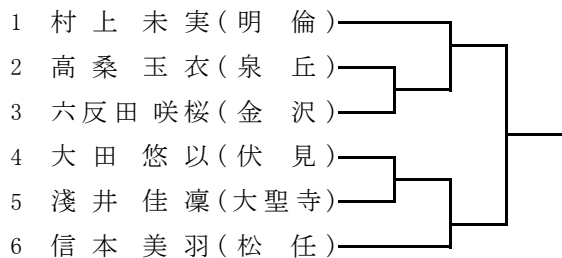 1 村上未実(明倫)
2 高桑玉衣(泉丘)
3 六反田咲桜(金沢)
4 大田悠以(伏見)
5 淺井佳凜(大聖寺)
6 信本美羽(松任)